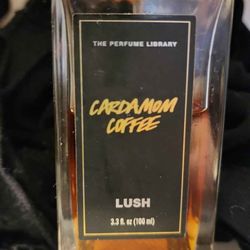 THE PERFUME LIBRARY
CARDAMOM
COFFEE
LUSH
3.3 fl. oz (100 ml)